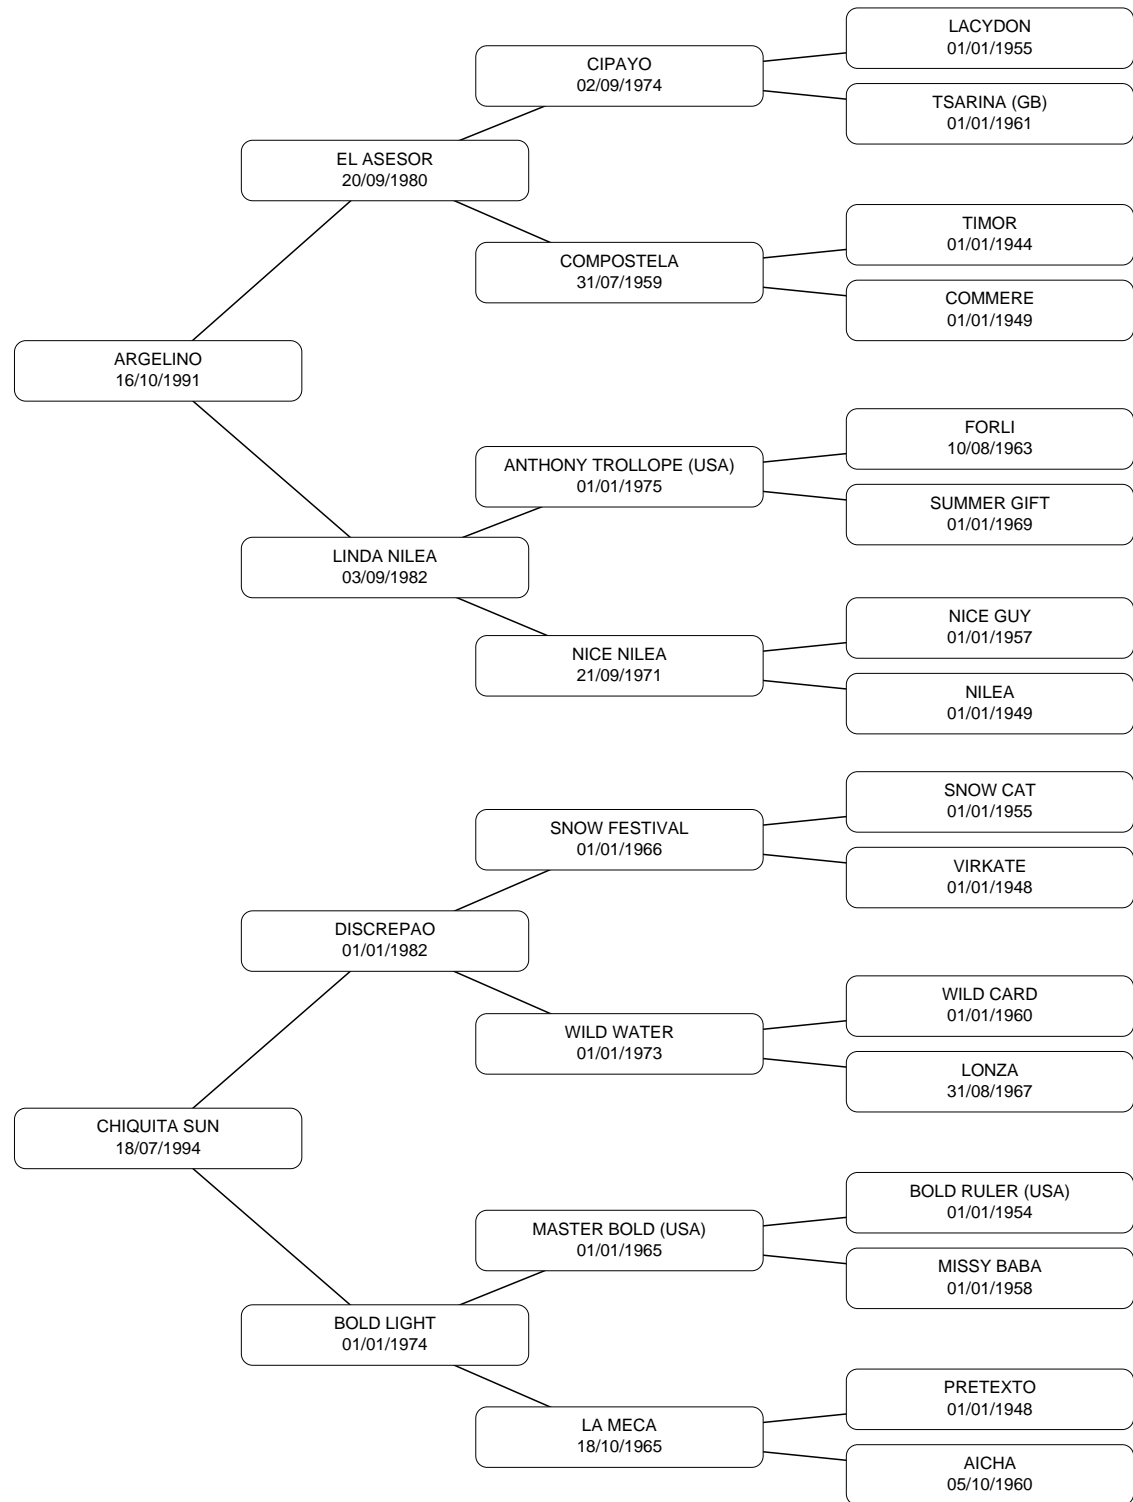 LACYDON
01/01/1955
CIPAYO
02/09/1974
TSARINA (GB)
01/01/1961
EL ASESOR
20/09/1980
TIMOR
01/01/1944
COMPOSTELA
31/07/1959
COMMERE
01/01/1949
ARGELINO
16/10/1991
FORLI
10/08/1963
ANTHONY TROLLOPE (USA)
01/01/1975
SUMMER GIFT
01/01/1969
LINDA NILEA
03/09/1982
NICE GUY
01/01/1957
NICE NILEA
21/09/1971
NILEA
01/01/1949
SNOW CAT
01/01/1955
SNOW FESTIVAL
01/01/1966
VIRKATE
01/01/1948
DISCREPAO
01/01/1982
WILD CARD
01/01/1960
WILD WATER
01/01/1973
LONZA
31/08/1967
CHIQUITA SUN
18/07/1994
BOLD RULER (USA)
01/01/1954
MASTER BOLD (USA)
01/01/1965
MISSY BABA
01/01/1958
BOLD LIGHT
01/01/1974
PRETEXTO
01/01/1948
LA MECA
18/10/1965
AICHA
05/10/1960